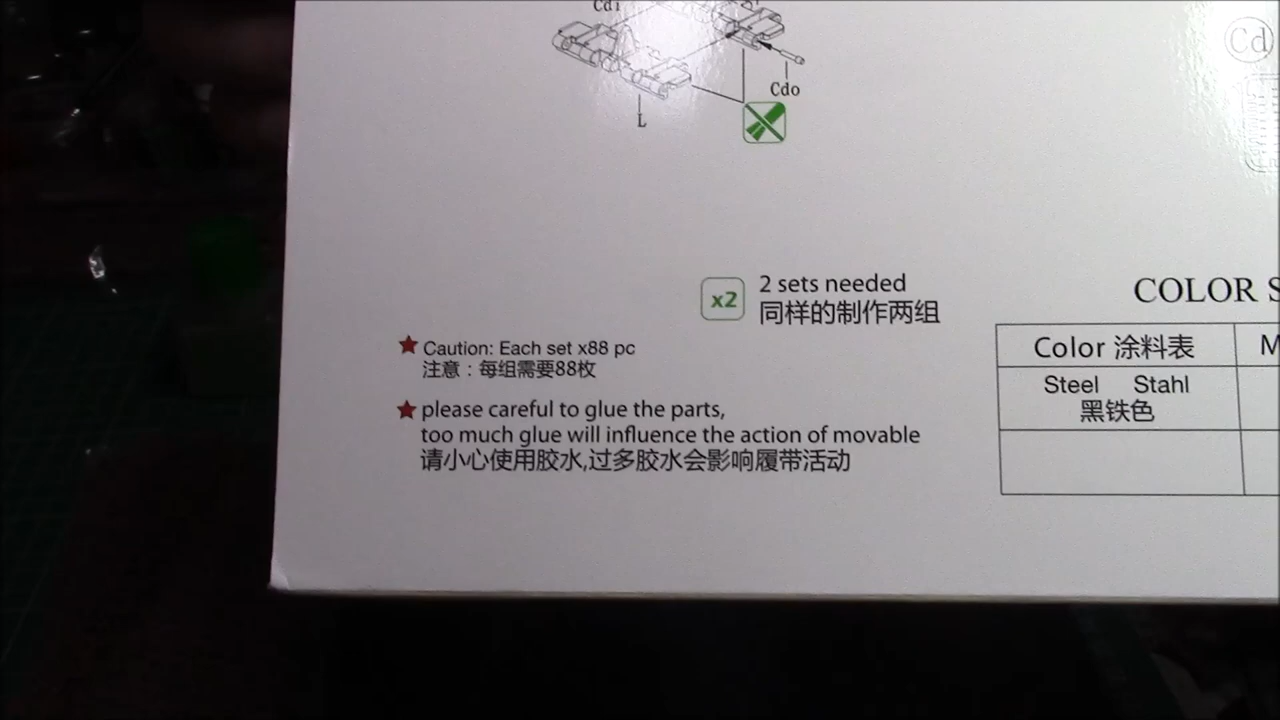 Cdi
Cdo
L
Cd
x2
2 sets needed
同样的制作两组
Caution: Each set x88 pc
注意：每组需要88枚
please careful to glue the parts,
too much glue will influence the action of movable
请小心使用胶水,过多胶水会影响履带活动
COLOR S
Color 涂料表
M
Steel Stahl
黑铁色